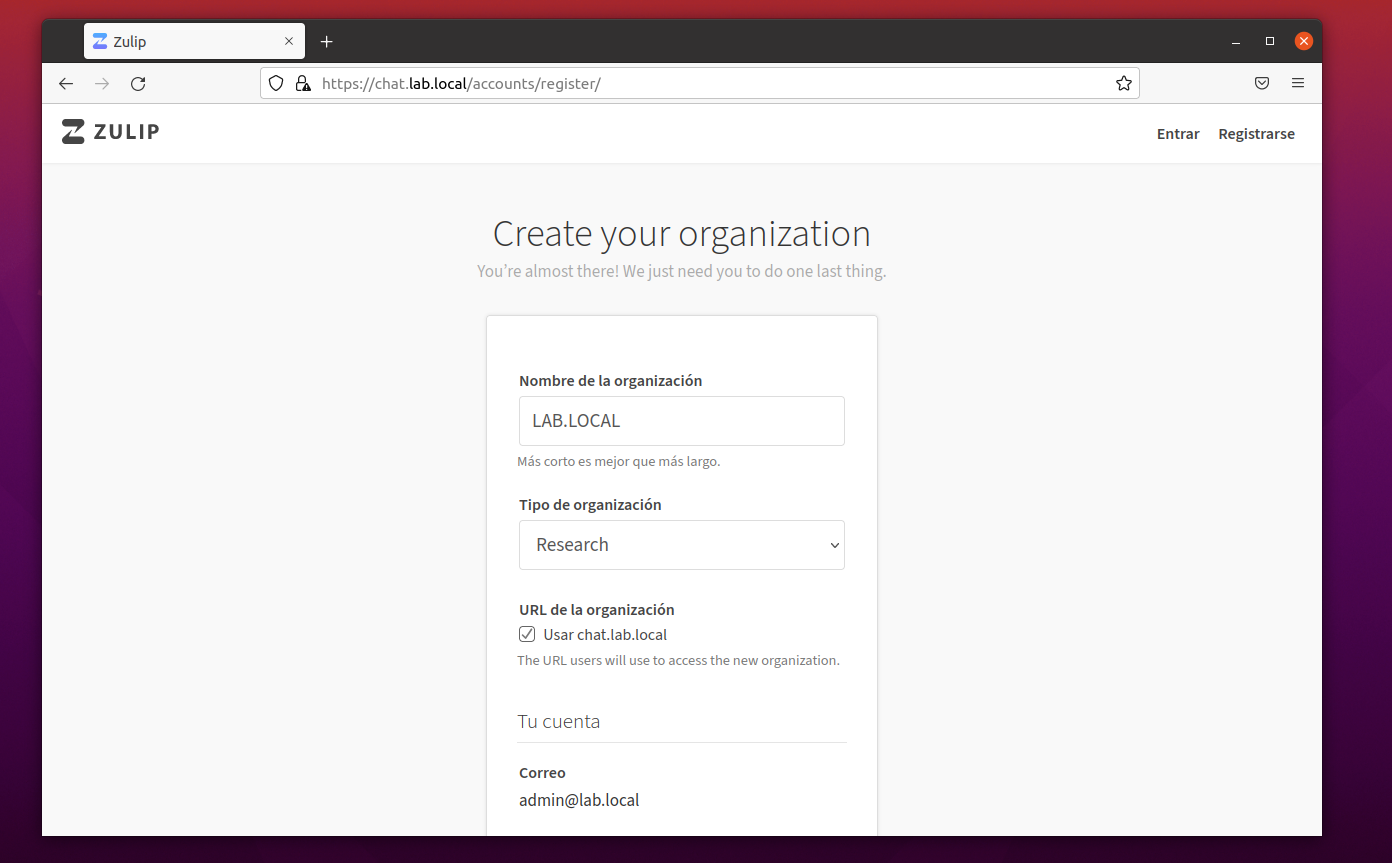 Zulip
https://chat.lab.local/accounts/register/
ZULIP
Entrar Registrarse
Create your organization
You’re almost there! We just need you to do one last thing.
Nombre de la organización
LAB.LOCAL
Más corto es mejor que más largo.
Tipo de organización
Research
URL de la organización
Usar chat.lab.local
The URL users will use to access the new organization.
Tu cuenta
Correo
admin@lab.local